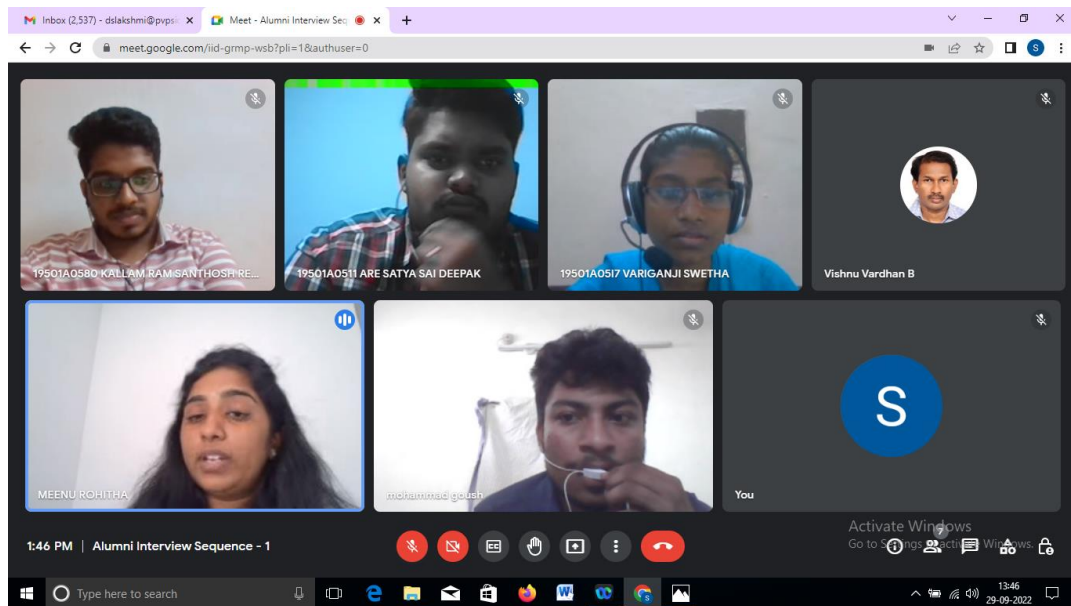 Inbox (2,537) - dslakshmi@pvpsi
Meet - Alumni Interview Seq
meet.google.com/iid-grmp-wsb?pli=1&authuser=0
S
19501A0580 KALLAM RAM SANTHOSH RE...
19501A0511 ARE SATYA SAI DEEPAK
19501A05I7 VARIGANJI SWETHA
Vishnu Vardhan B
MEENU ROHITHA
mohammad goush
S
You
Activate Windows
Go to Settings to activate Windows.
7
1:46 PM | Alumni Interview Sequence - 1
CC
Type here to search
13:46
29-09-2022